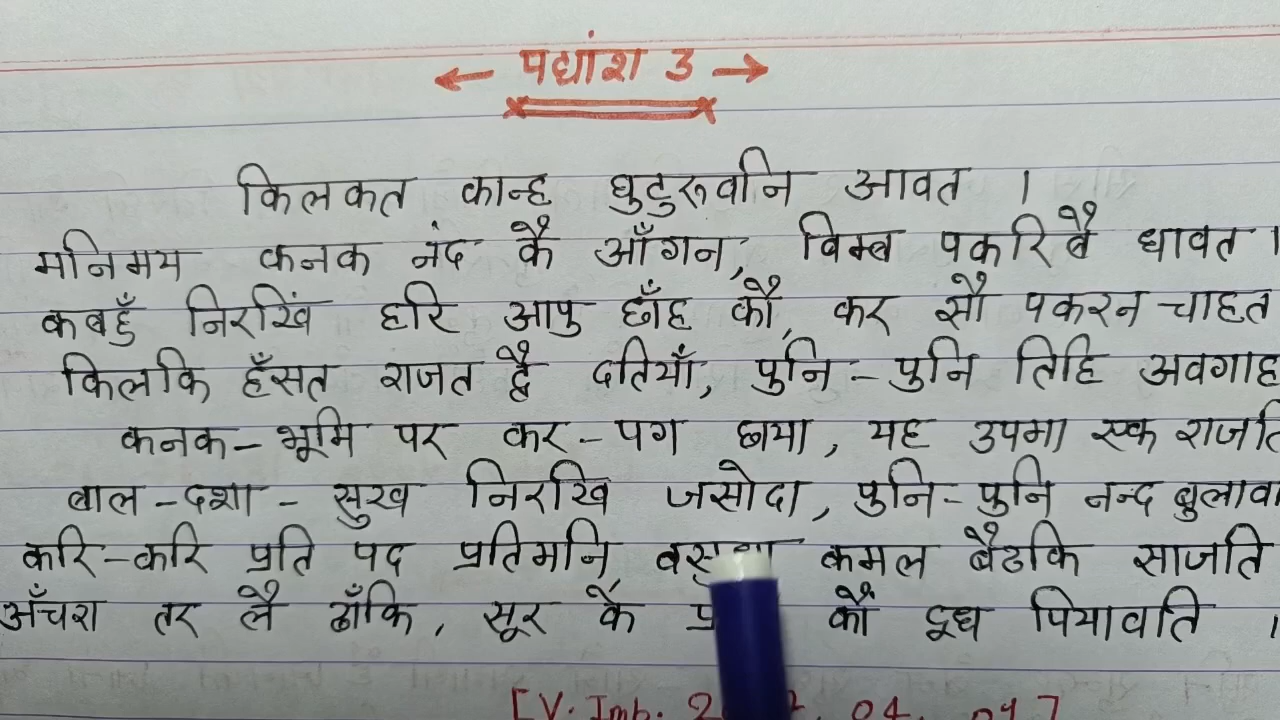 ← पद्यांश 3 →
किलकत कान्ह घुटुरुवनि आवत ।
मनिमय कनक नंद कै आँगन, बिम्ब पकरिबै धावत ।
कबहुँ निरखिं हरि आपु छाँह कौ, कर सौ पकरन चाहत
किलकि हँसत राजत द्वै दतियाँ, पुनि-पुनि तिहि अवगाह
कनक-भूमि पर कर-पग छाया, यह उपमा एक राजति
बाल-दशा-सुख निरखि जसोदा, पुनि-पुनि नन्द बुलाव
करि-करि प्रति पद प्रतिमनि कमल बैठकि साजति
अँचरा तर लै ढाँकि, सूर के कौ दूध पियावति ।
[V. Imp. 04,